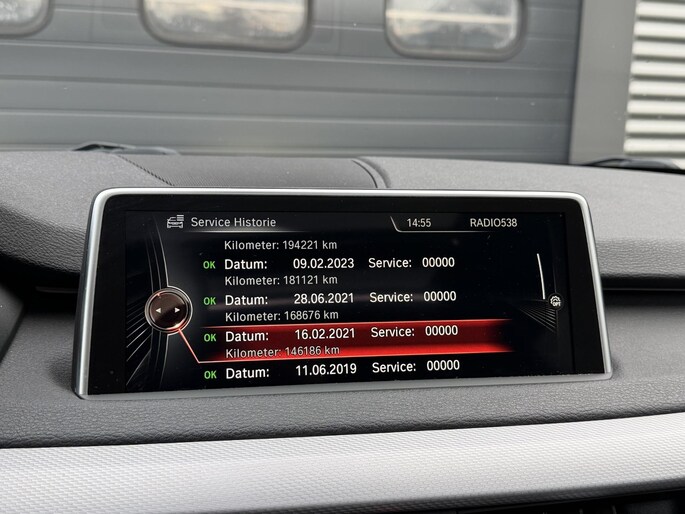 Service Historie 14:55 RADIO538
Kilometer: 194221 km
OK Datum: 09.02.2023 Service: 00000
Kilometer: 181121 km
OK Datum: 28.06.2021 Service: 00000
Kilometer: 168676 km
OK Datum: 16.02.2021 Service: 00000
Kilometer: 146186 km
OK Datum: 11.06.2019 Service: 00000